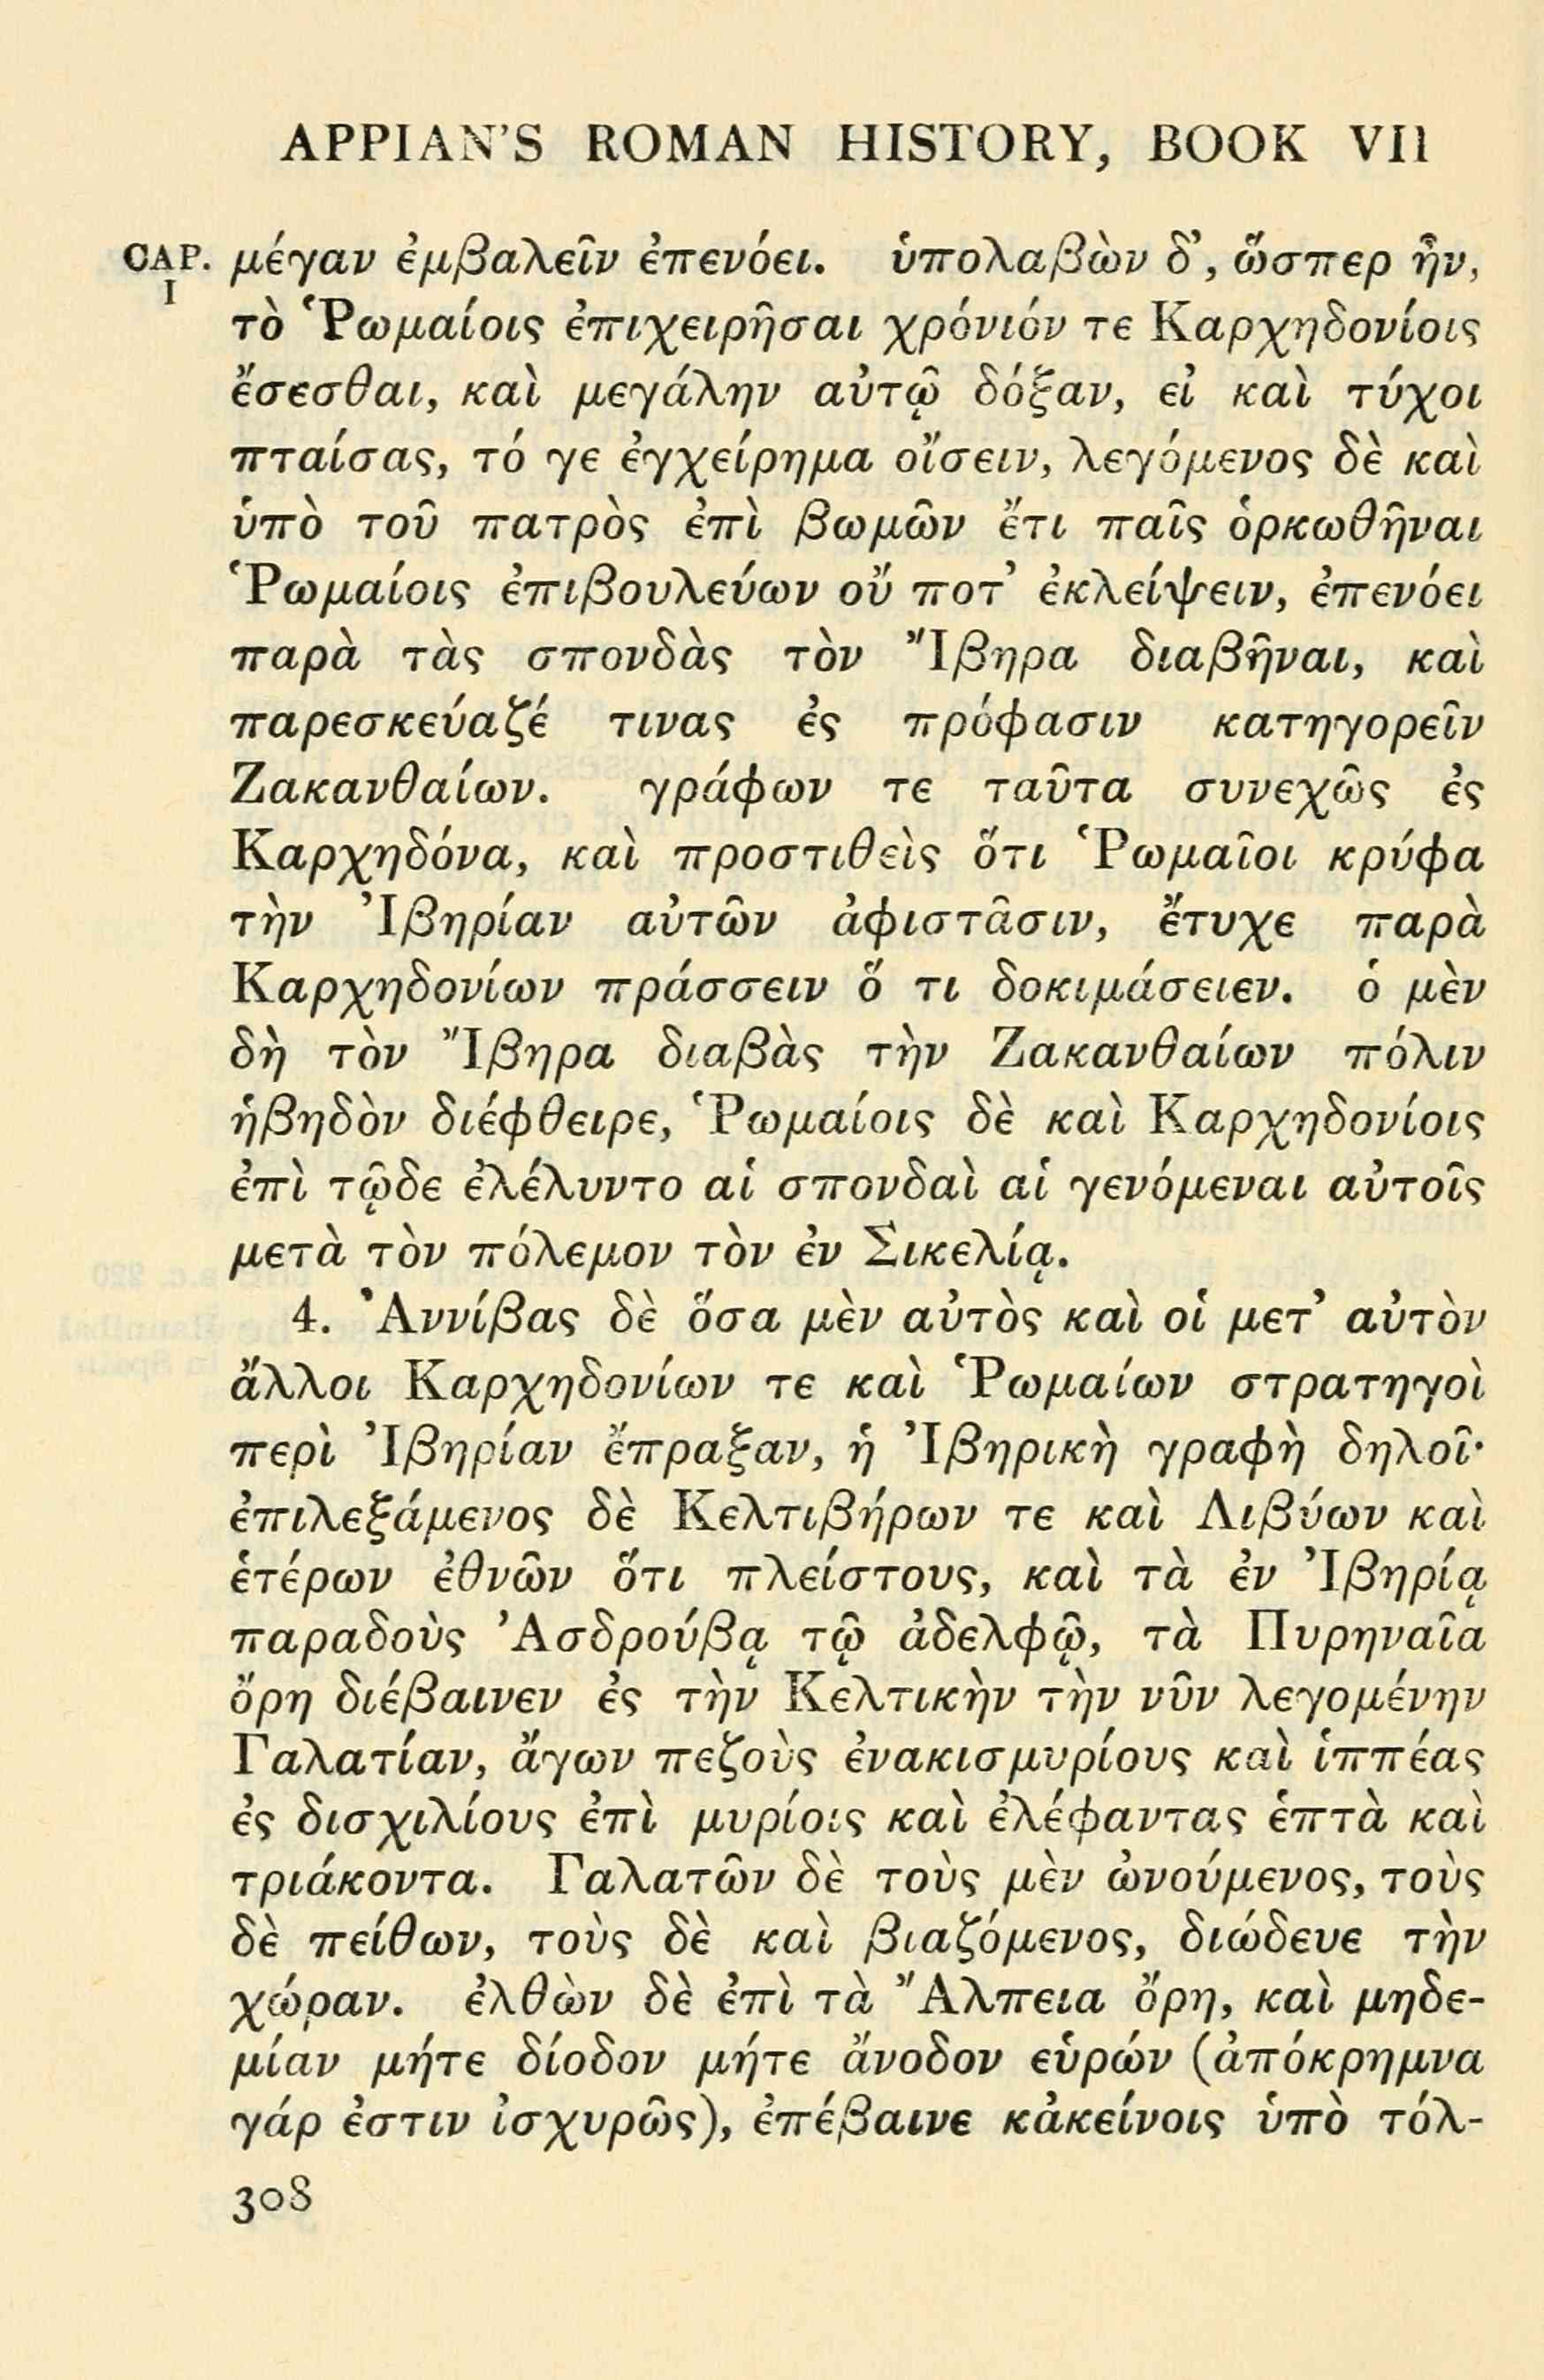 APPIAN'S ROMAN HISTORY, BOOK VII
CAP. μέγαν ἐμβαλεῖν ἐπενόει. ὑπολαβὼν δ', ὥσπερ ἦν,
I
τὸ Ῥωμαίοις ἐπιχειρῆσαι χρόνιόν τε Καρχηδονίοις
ἔσεσθαι, καὶ μεγάλην αὐτῷ δόξαν, εἰ καὶ τύχοι
πταίσας, τό γε ἐγχείρημα οἴσειν, λεγόμενος δὲ καὶ
ὑπὸ τοῦ πατρὸς ἐπὶ βωμῶν ἔτι παῖς ὁρκωθῆναι
Ῥωμαίοις ἐπιβουλεύων οὔ ποτ' ἐκλείψειν, ἐπενόει
παρὰ τὰς σπονδὰς τὸν Ἴβηρα διαβῆναι, καὶ
παρεσκεύαζέ τινας ἐς πρόφασιν κατηγορεῖν
Ζακανθαίων. γράφων τε ταῦτα συνεχῶς ἐς
Καρχηδόνα, καὶ προστιθεὶς ὅτι Ῥωμαῖοι κρύφα
τὴν Ἰβηρίαν αὐτῶν ἀφιστᾶσιν, ἔτυχε παρὰ
Καρχηδονίων πράσσειν ὅ τι δοκιμάσειεν. ὁ μὲν
δὴ τὸν Ἴβηρα διαβὰς τὴν Ζακανθαίων πόλιν
ἡβηδὸν διέφθειρε, Ῥωμαίοις δὲ καὶ Καρχηδονίοις
ἐπὶ τῷδε ἐλέλυντο αἱ σπονδαὶ αἱ γενόμεναι αὐτοῖς
μετὰ τὸν πόλεμον τὸν ἐν Σικελίᾳ.
4. Ἀννίβας δὲ ὅσα μὲν αὐτὸς καὶ οἱ μετ' αὐτὸν
ἄλλοι Καρχηδονίων τε καὶ Ῥωμαίων στρατηγοὶ
περὶ Ἰβηρίαν ἔπραξαν, ἡ Ἰβηρικὴ γραφὴ δηλοῖ·
ἐπιλεξάμενος δὲ Κελτιβήρων τε καὶ Λιβύων καὶ
ἑτέρων ἐθνῶν ὅτι πλείστους, καὶ τὰ ἐν Ἰβηρίᾳ
παραδοὺς Ἀσδρούβᾳ τῷ ἀδελφῷ, τὰ Πυρηναῖα
ὄρη διέβαινεν ἐς τὴν Κελτικὴν τὴν νῦν λεγομένην
Γαλατίαν, ἄγων πεζοὺς ἐνακισμυρίους καὶ ἱππέας
ἐς δισχιλίους ἐπὶ μυρίοις καὶ ἐλέφαντας ἑπτὰ καὶ
τριάκοντα. Γαλατῶν δὲ τοὺς μὲν ὠνούμενος, τοὺς
δὲ πείθων, τοὺς δὲ καὶ βιαζόμενος, διώδευε τὴν
χώραν. ἐλθὼν δὲ ἐπὶ τὰ Ἄλπεια ὄρη, καὶ μηδε-
μίαν μήτε δίοδον μήτε ἄνοδον εὑρών (ἀπόκρημνα
γάρ ἐστιν ἰσχυρῶς), ἐπέβαινε κἀκείνοις ὑπὸ τόλ-
308